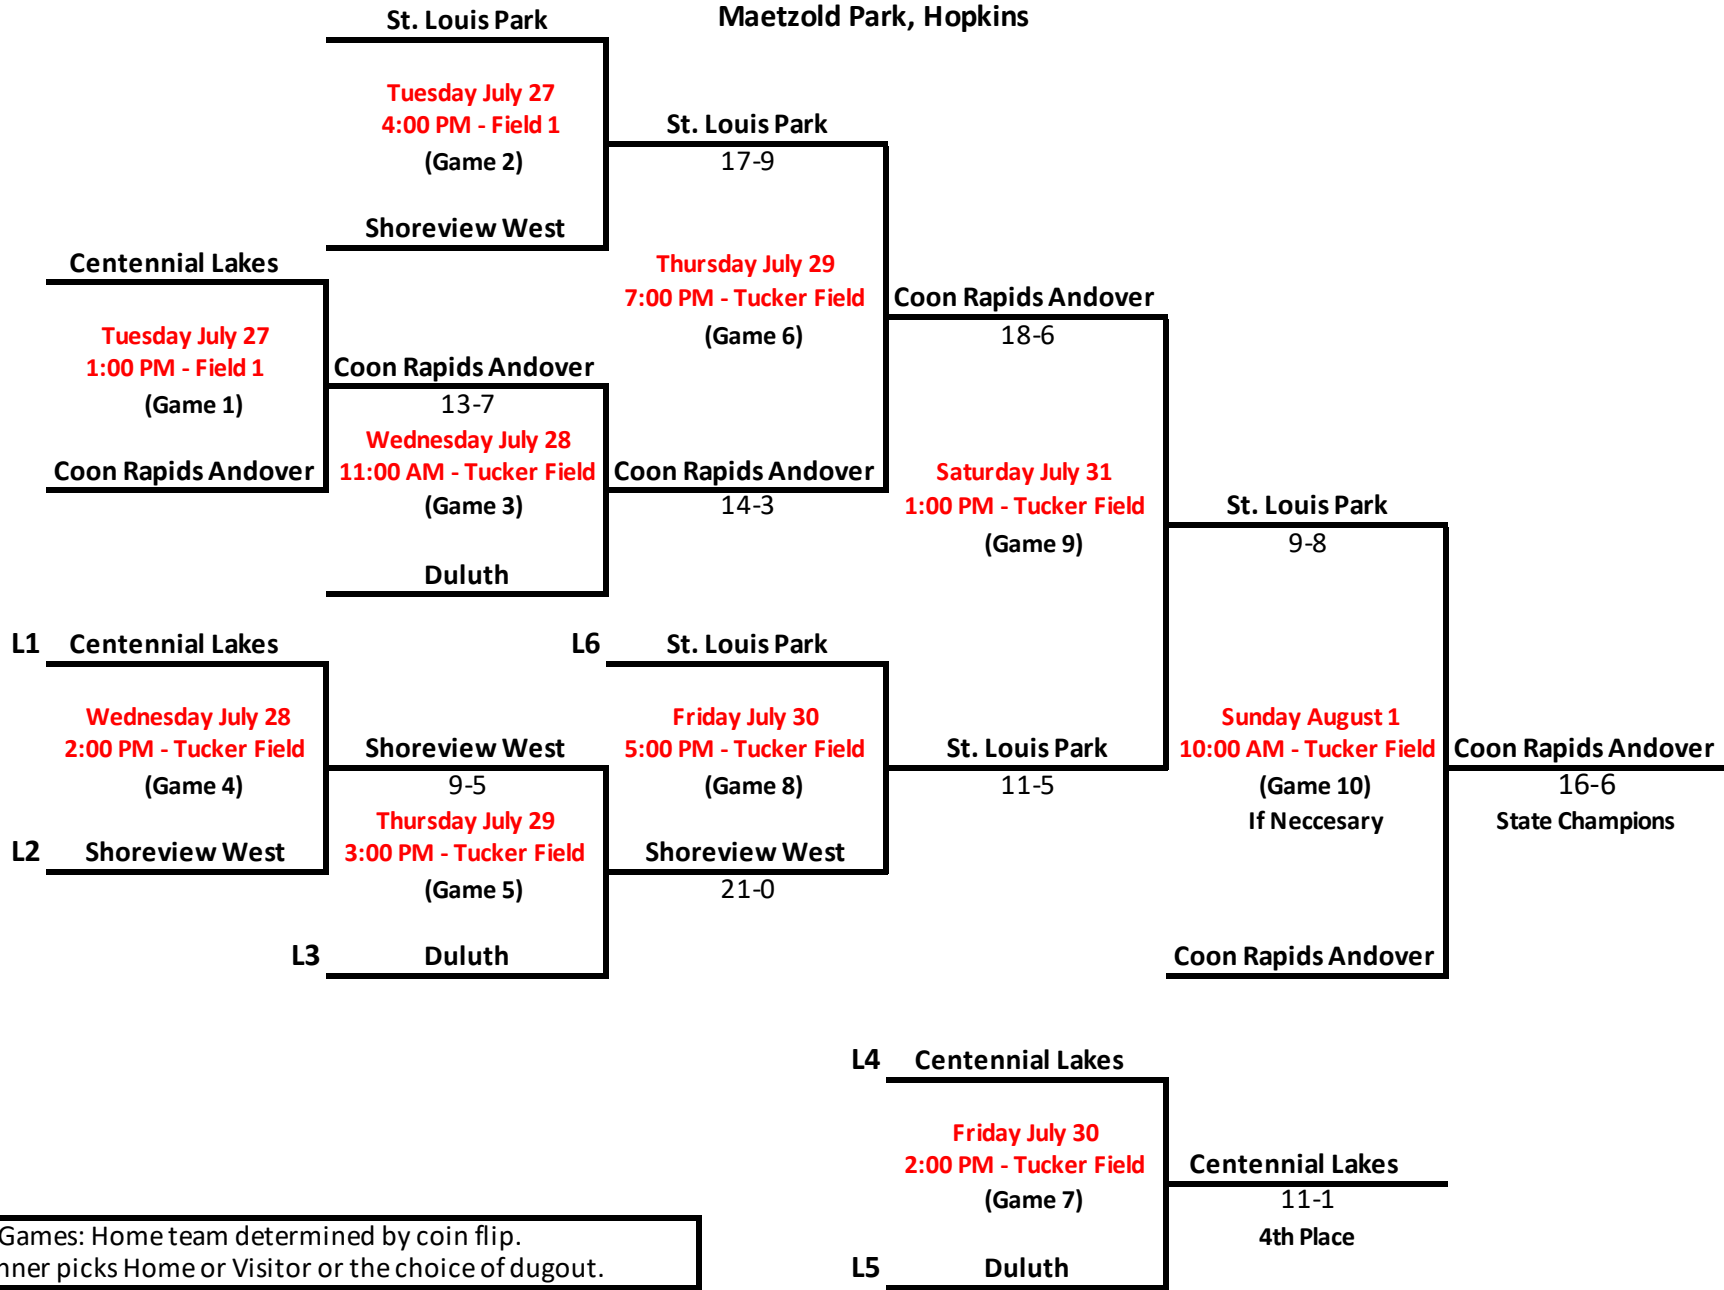 Maetzold Park, Hopkins
St. Louis Park
Tuesday July 27
4:00 PM - Field 1
(Game 2)
St. Louis Park
17-9
Shoreview West
Centennial Lakes
Tuesday July 27
1:00 PM - Field 1
(Game 1)
Coon Rapids Andover
Coon Rapids Andover
13-7
Wednesday July 28
11:00 AM - Tucker Field
(Game 3)
Duluth
Thursday July 29
7:00 PM - Tucker Field
(Game 6)
Coon Rapids Andover
14-3
Coon Rapids Andover
18-6
Saturday July 31
1:00 PM - Tucker Field
(Game 9)
St. Louis Park
9-8
L1 Centennial Lakes
Wednesday July 28
2:00 PM - Tucker Field
(Game 4)
L2 Shoreview West
Shoreview West
9-5
Thursday July 29
3:00 PM - Tucker Field
(Game 5)
L3 Duluth
L6 St. Louis Park
Friday July 30
5:00 PM - Tucker Field
(Game 8)
Shoreview West
21-0
St. Louis Park
11-5
Sunday August 1
10:00 AM - Tucker Field
(Game 10)
If Neccesary
Coon Rapids Andover
Coon Rapids Andover
16-6
State Champions
L4 Centennial Lakes
Friday July 30
2:00 PM - Tucker Field
(Game 7)
L5 Duluth
Centennial Lakes
11-1
4th Place
Games: Home team determined by coin flip.
nner picks Home or Visitor or the choice of dugout.